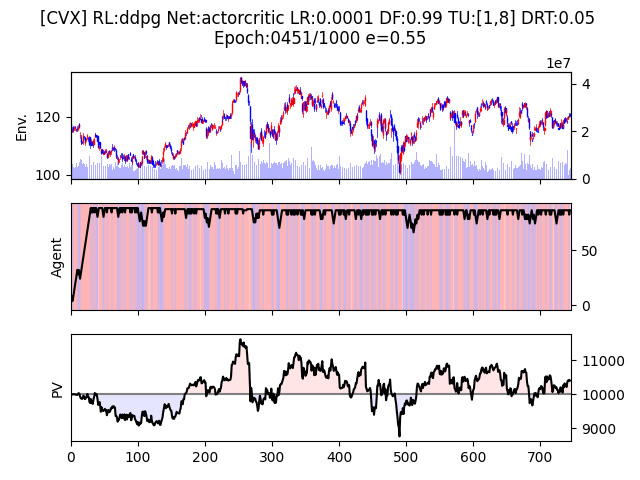 [CVX] RL:ddpg Net:actorcritic LR:0.0001 DF:0.99 TU:[1,8] DRT:0.05
Epoch:0451/1000 e=0.55
1e7
Env.
120
100
4
2
0
Agent
50
0
PV
11000
10000
9000
0 100 200 300 400 500 600 700